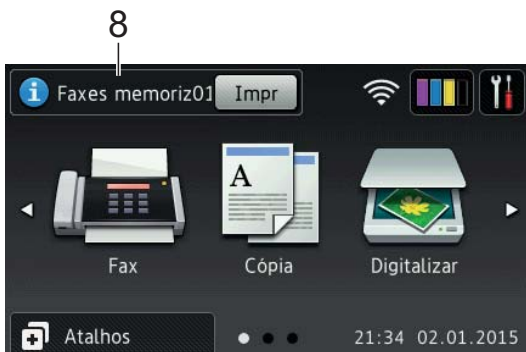 8
i Faxes memoriz01 Impr
A
Fax Cópia Digitalizar
Atalhos 21:34 02.01.2015